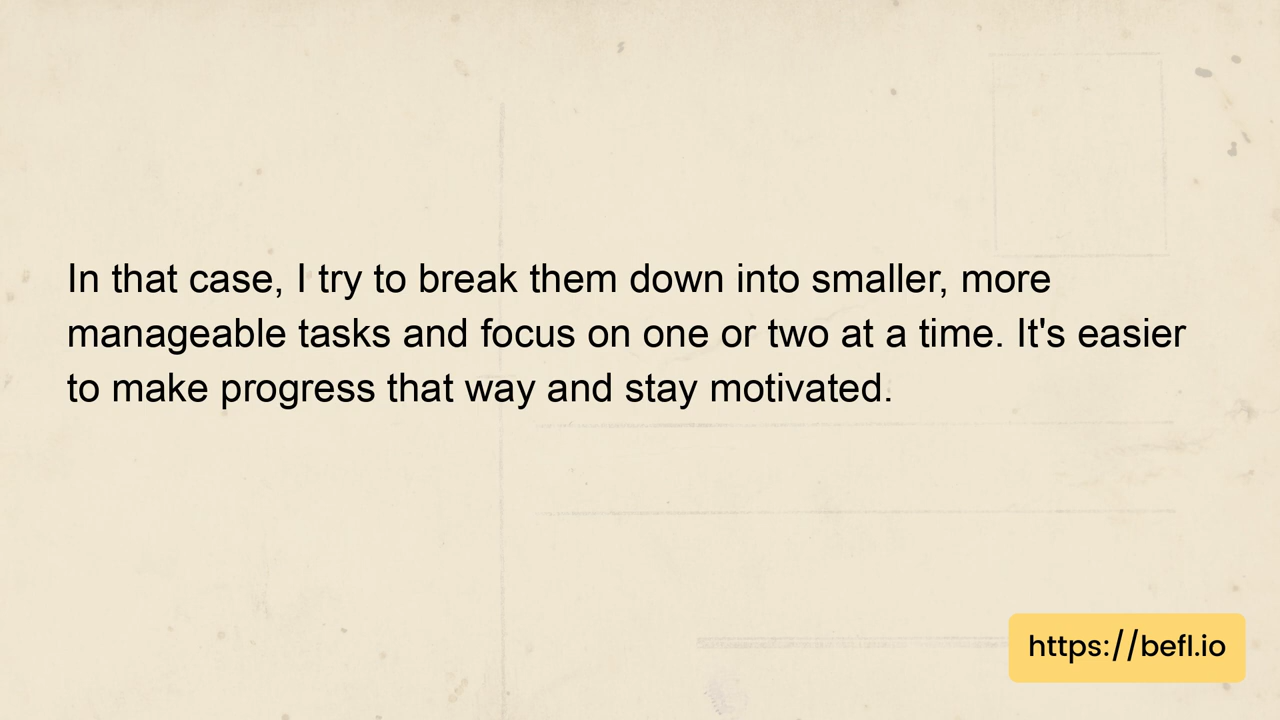 In that case, I try to break them down into smaller, more
manageable tasks and focus on one or two at a time. It's easier
to make progress that way and stay motivated.
https://befl.io